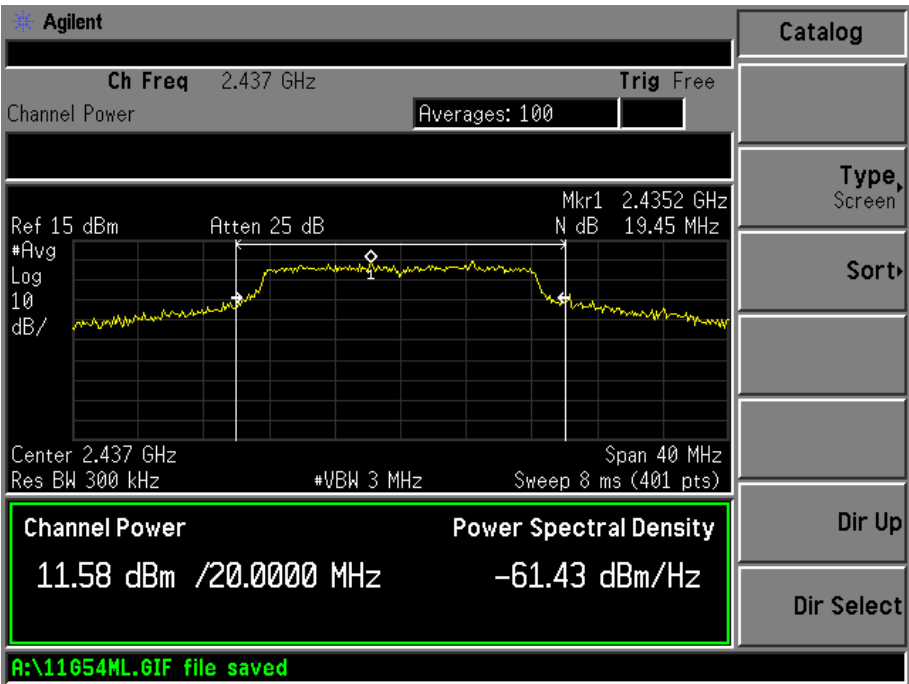 Agilent
Ch Freq 2.437 GHz Trig Free
Channel Power Averages: 100
Mkr1 2.4352 GHz
Ref 15 dBm Atten 25 dB N dB 19.45 MHz
#Avg
Log
10
dB/
1
Center 2.437 GHz Span 40 MHz
Res BW 300 kHz #VBW 3 MHz Sweep 8 ms (401 pts)
Channel Power Power Spectral Density
11.58 dBm /20.0000 MHz -61.43 dBm/Hz
A:\11G54ML.GIF file saved
Catalog
Type
Screen
Sort
Dir Up
Dir Select